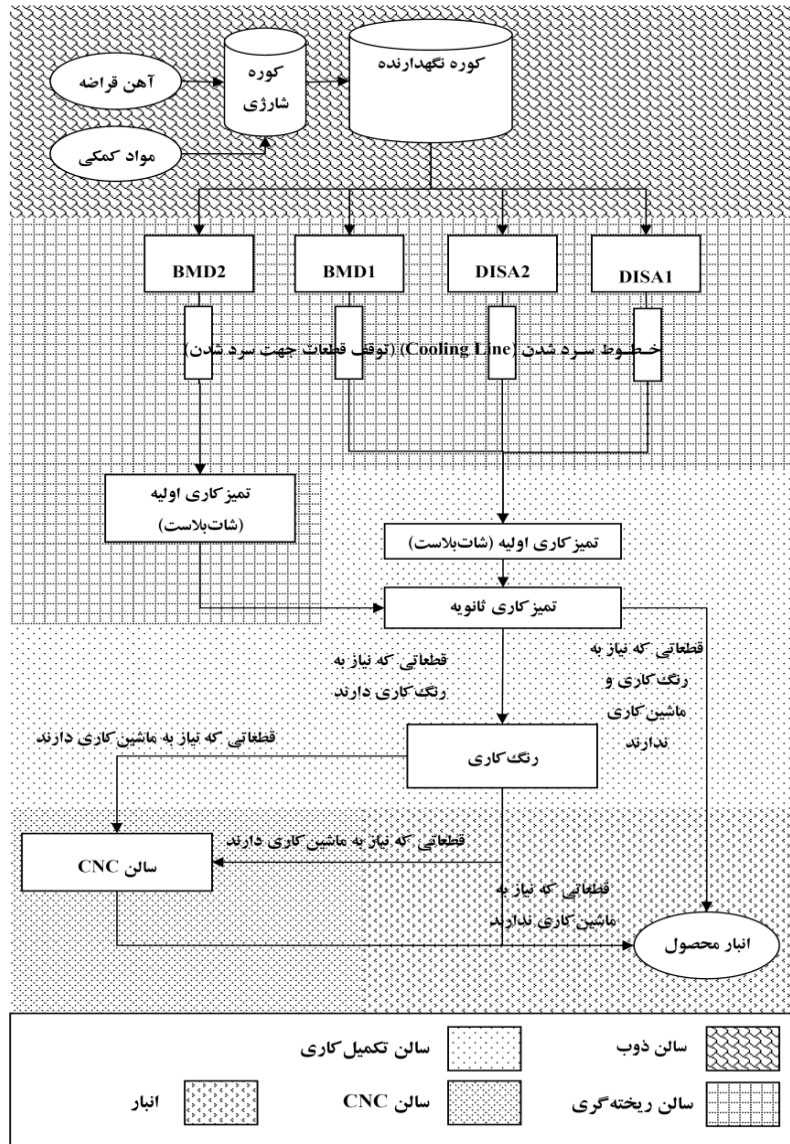 کوره نگهدارنده
کوره
شارژی
آهن قراضه
مواد کمکی
DISA1
DISA2
BMD1
BMD2
خـطـوط سـرد شدن (Cooling Line) (توقف قطعات جهت سرد شدن)
تمیزکاری اولیه
(شات‌بلاست)
تمیزکاری اولیه (شات‌بلاست)
تمیزکاری ثانویه
قطعاتی که نیاز به
رنگ‌کاری و
ماشین‌کاری
ندارند
قطعاتی که نیاز به
رنگ‌کاری دارند
رنگ‌کاری
قطعاتی که نیاز به ماشین‌کاری دارند
قطعاتی که نیاز به ماشین‌کاری دارند
سالن CNC
قطعاتی که نیاز به
ماشین‌کاری ندارند
انبار محصول
سالن ذوب
سالن تکمیل‌کاری
سالن ریخته‌گری
سالن CNC
انبار